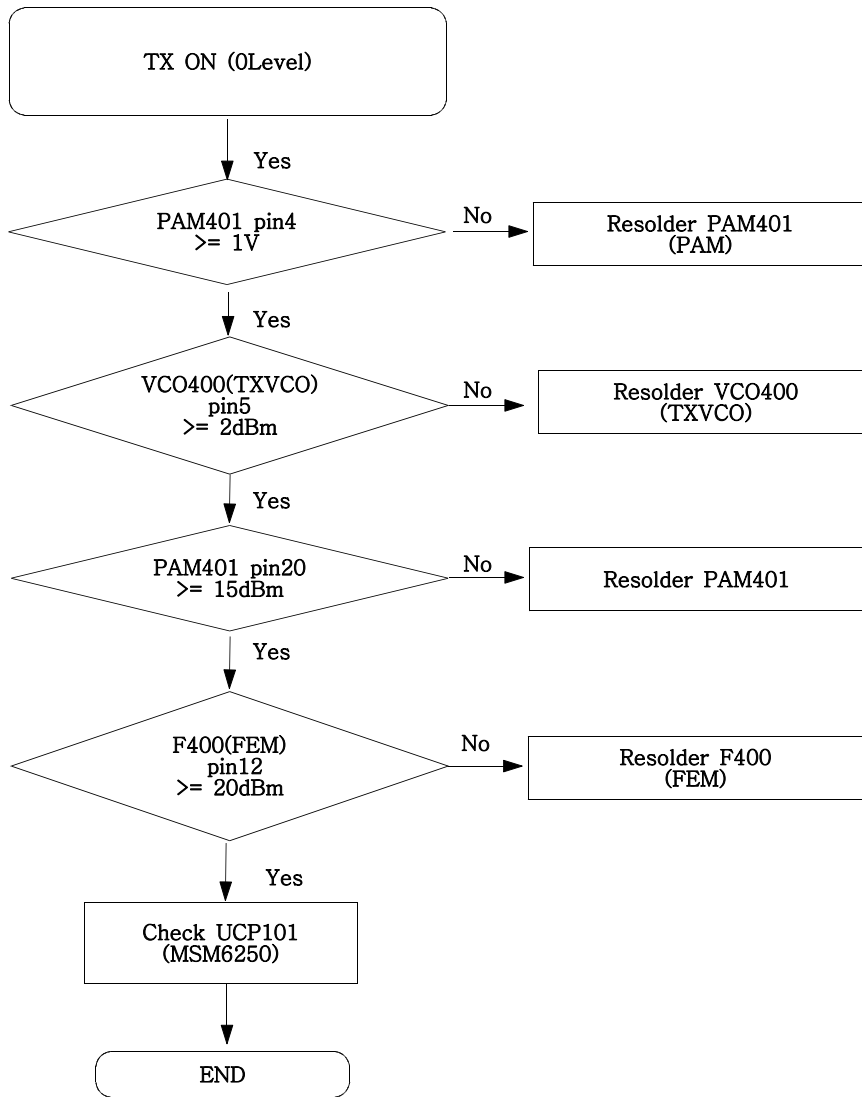 TX ON (0Level)
Yes
PAM401 pin4
>= 1V
No
Resolder PAM401
(PAM)
Yes
VCO400(TXVCO)
pin5
>= 2dBm
No
Resolder VCO400
(TXVCO)
Yes
PAM401 pin20
>= 15dBm
No
Resolder PAM401
Yes
F400(FEM)
pin12
>= 20dBm
No
Resolder F400
(FEM)
Yes
Check UCP101
(MSM6250)
END